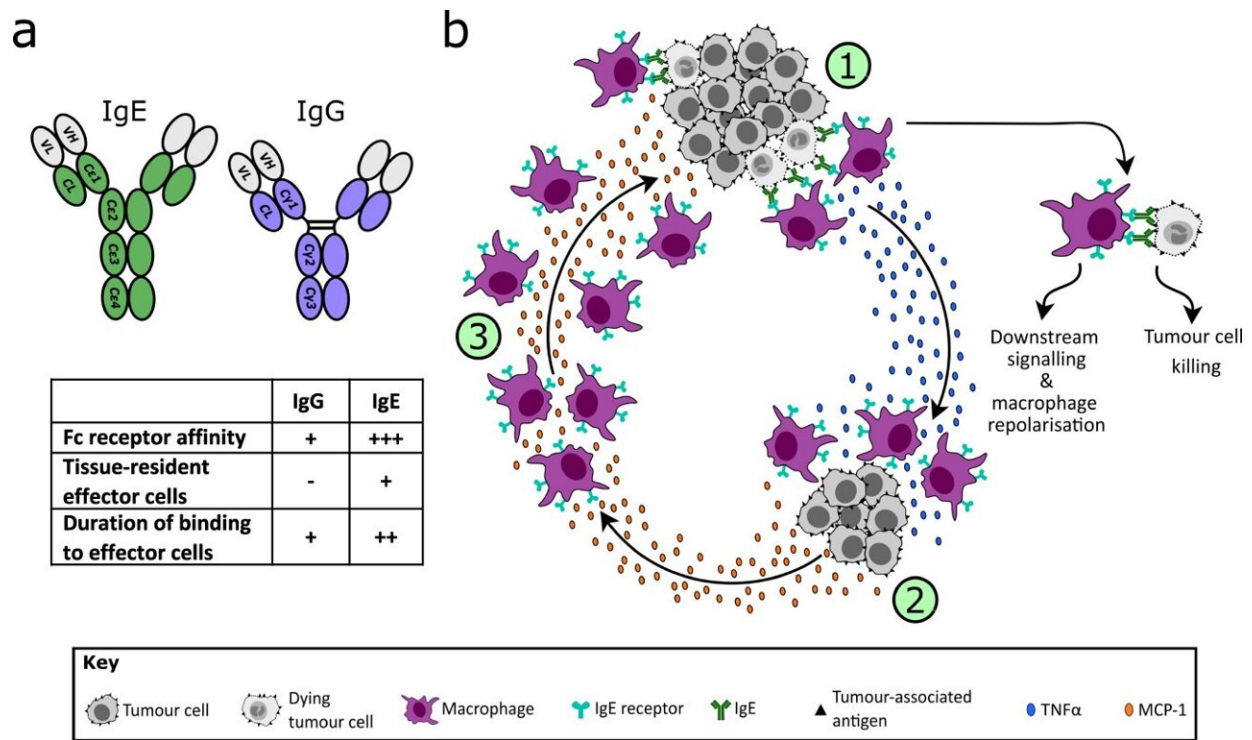 a
IgE
IgG
VL
VH
CL
Cε1
Cε2
Cε3
Cε4
VL
VH
CL
Cγ1
Cγ2
Cγ3
IgG IgE
Fc receptor affinity + +++
Tissue-resident
effector cells - +
Duration of binding
to effector cells + ++
b
1
2
3
Downstream
signalling
&
macrophage
repolarisation
Tumour cell
killing
Key
Tumour cell
Dying
tumour cell
Macrophage
IgE receptor
IgE
Tumour-associated
antigen
TNFα
MCP-1